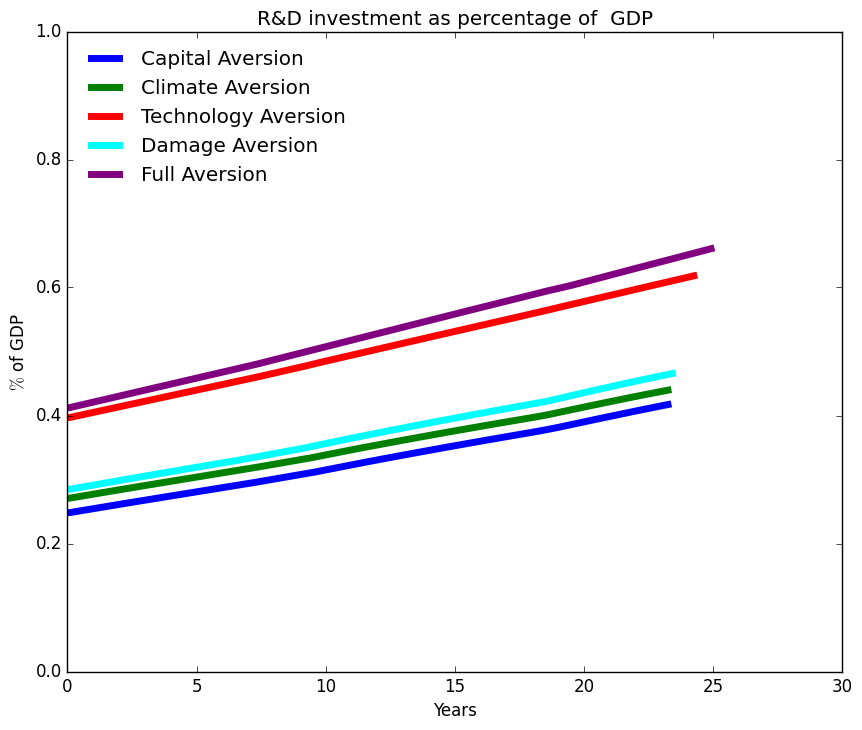 R&D investment as percentage of  GDP
1.0
0.8
0.6
0.4
0.2
0.0
% of GDP
Capital Aversion
Climate Aversion
Technology Aversion
Damage Aversion
Full Aversion
0 5 10 15 20 25 30
Years